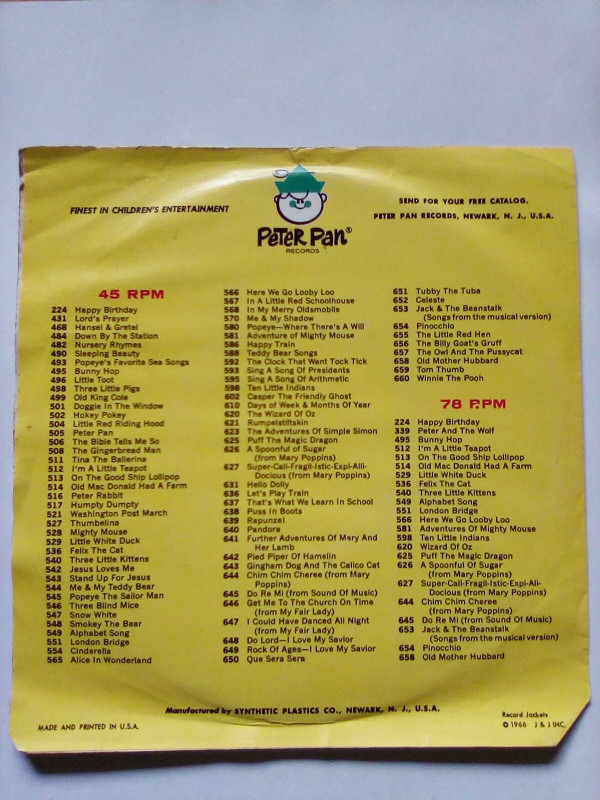 FINEST IN CHILDREN'S ENTERTAINMENT
PETER PAN®
RECORDS
SEND FOR YOUR FREE CATALOG,
PETER PAN RECORDS, NEWARK, N. J., U.S.A.
45 RPM
224 Happy Birthday
431 Lord's Prayer
468 Hansel & Gretel
484 Down By The Station
482 Nursery Rhymes
490 Sleeping Beauty
493 Popeye's Favorite Sea Songs
495 Bunny Hop
496 Little Toot
498 Three Little Pigs
499 Old King Cole
501 Doggie In The Window
502 Hokey Pokey
504 Little Red Riding Hood
505 Peter Pan
506 The Bible Tells Me So
508 The Gingerbread Man
511 Tina The Ballerina
512 I'm A Little Teapot
513 On The Good Ship Lollipop
514 Old Mac Donald Had A Farm
516 Peter Rabbit
517 Humpty Dumpty
521 Washington Post March
527 Thumbelina
528 Mighty Mouse
529 Little White Duck
536 Felix The Cat
540 Three Little Kittens
542 Jesus Loves Me
543 Stand Up For Jesus
544 Me & My Teddy Bear
545 Popeye The Sailor Man
546 Three Blind Mice
547 Snow White
548 Smokey The Bear
549 Alphabet Song
551 London Bridge
554 Cinderella
565 Alice In Wonderland
566 Here We Go Looby Loo
567 In A Little Red Schoolhouse
568 In My Merry Oldsmobile
570 Me & My Shadow
580 Popeye—Where There's A Will
581 Adventure of Mighty Mouse
586 Happy Train
588 Teddy Bear Songs
592 The Clock That Went Tock Tick
593 Sing A Song Of Presidents
595 Sing A Song Of Arithmetic
598 Ten Little Indians
602 Casper The Friendly Ghost
610 Days of Week & Months Of Year
620 The Wizard Of Oz
621 Rumpelstiltskin
623 The Adventures Of Simple Simon
625 Puff The Magic Dragon
626 A Spoonful of Sugar
(from Mary Poppins)
627 Super-Cali-Fragil-Istic-Expi-Alli-
Docious (from Mary Poppins)
631 Hello Dolly
636 Let's Play Train
637 That's What We Learn In School
638 Puss In Boots
639 Rapunzel
640 Pandora
641 Further Adventures Of Mary And
Her Lamb
642 Pied Piper Of Hamelin
643 Gingham Dog And The Calico Cat
644 Chim Chim Cheree (from Mary
Poppins)
645 Do Re Mi (from Sound Of Music)
646 Get Me To The Church On Time
(from My Fair Lady)
647 I Could Have Danced All Night
(from My Fair Lady)
648 Do Lord—I Love My Savior
649 Rock Of Ages—I Love My Savior
650 Que Sera Sera
651 Tubby The Tuba
652 Celeste
653 Jack & The Beanstalk
(Songs from the musical version)
654 Pinocchio
655 The Little Red Hen
656 The Billy Goat's Gruff
657 The Owl And The Pussycat
658 Old Mother Hubbard
659 Tom Thumb
660 Winnie The Pooh
78 RPM
224 Happy Birthday
339 Peter And The Wolf
495 Bunny Hop
512 I'm A Little Teapot
513 On The Good Ship Lollipop
514 Old Mac Donald Had A Farm
529 Little White Duck
536 Felix The Cat
540 Three Little Kittens
549 Alphabet Song
551 London Bridge
566 Here We Go Looby Loo
581 Adventures Of Mighty Mouse
598 Ten Little Indians
620 Wizard Of Oz
625 Puff The Magic Dragon
626 A Spoonful Of Sugar
(from Mary Poppins)
627 Super-Cali-Fragil-Istic-Expi-Ali-
Docious (from Mary Poppins)
644 Chim Chim Cheree
(from Mary Poppins)
645 Do Re Mi (from Sound Of Music)
653 Jack & The Beanstalk
(Songs from the musical version)
654 Pinocchio
658 Old Mother Hubbard
Manufactured by SYNTHETIC PLASTICS CO., NEWARK, N. J., U.S.A.
MADE AND PRINTED IN U.S.A.
Record Jackets
© 1966 J & J INC.